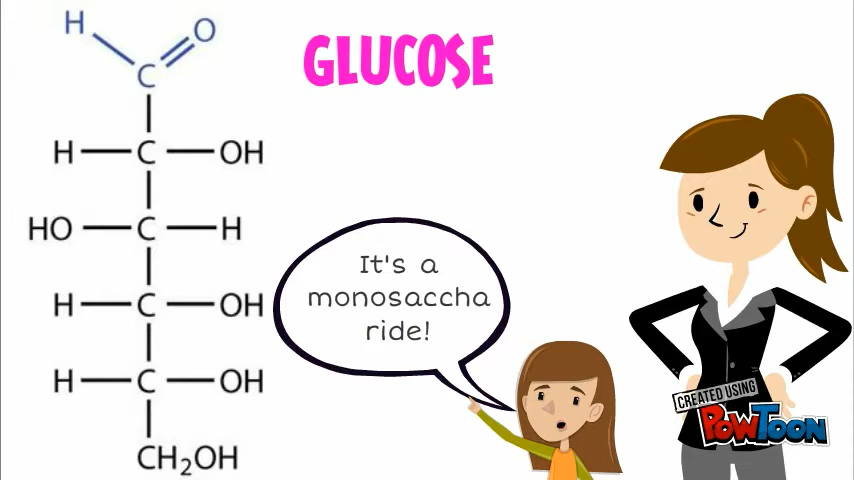 GLUCOSE
H O
C
H C OH
HO C H
H C OH
H C OH
CH₂OH
It's a
monosaccha
ride!
CREATED USING
POWTOON